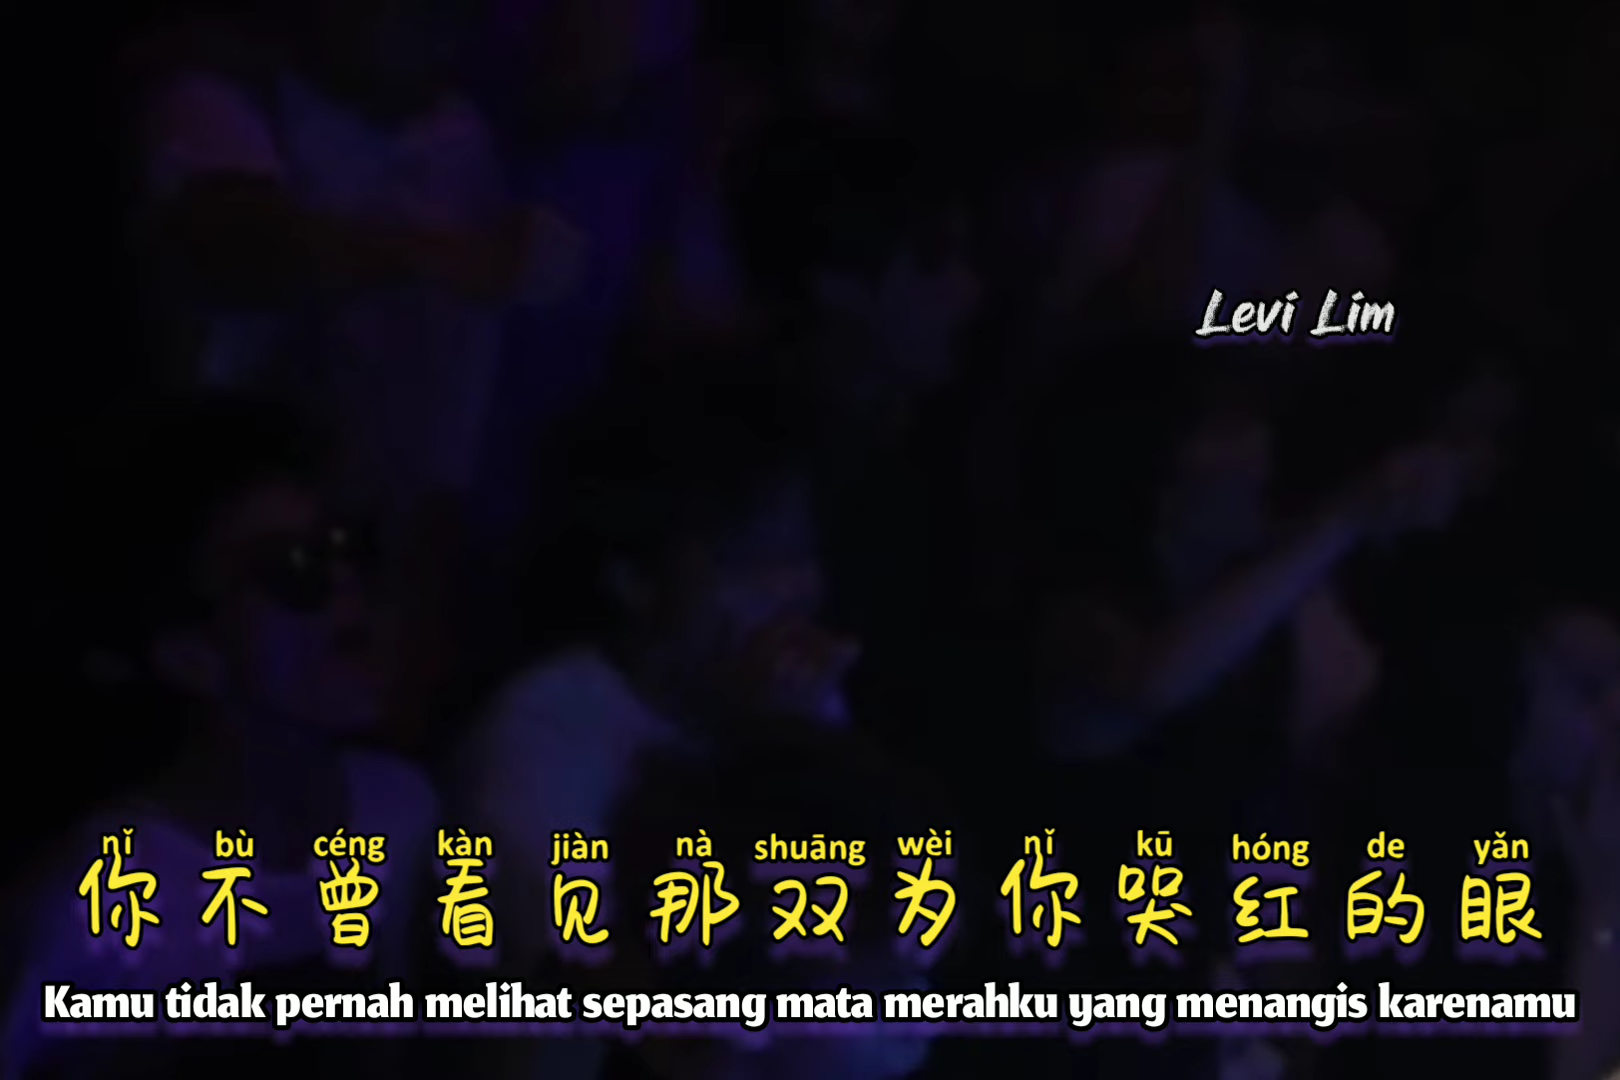 Levi Lim
nǐ bù céng kàn jiàn nà shuāng wèi nǐ kū hóng de yǎn
你不曾看见那双为你哭红的眼
Kamu tidak pernah melihat sepasang mata merahku yang menangis karenamu